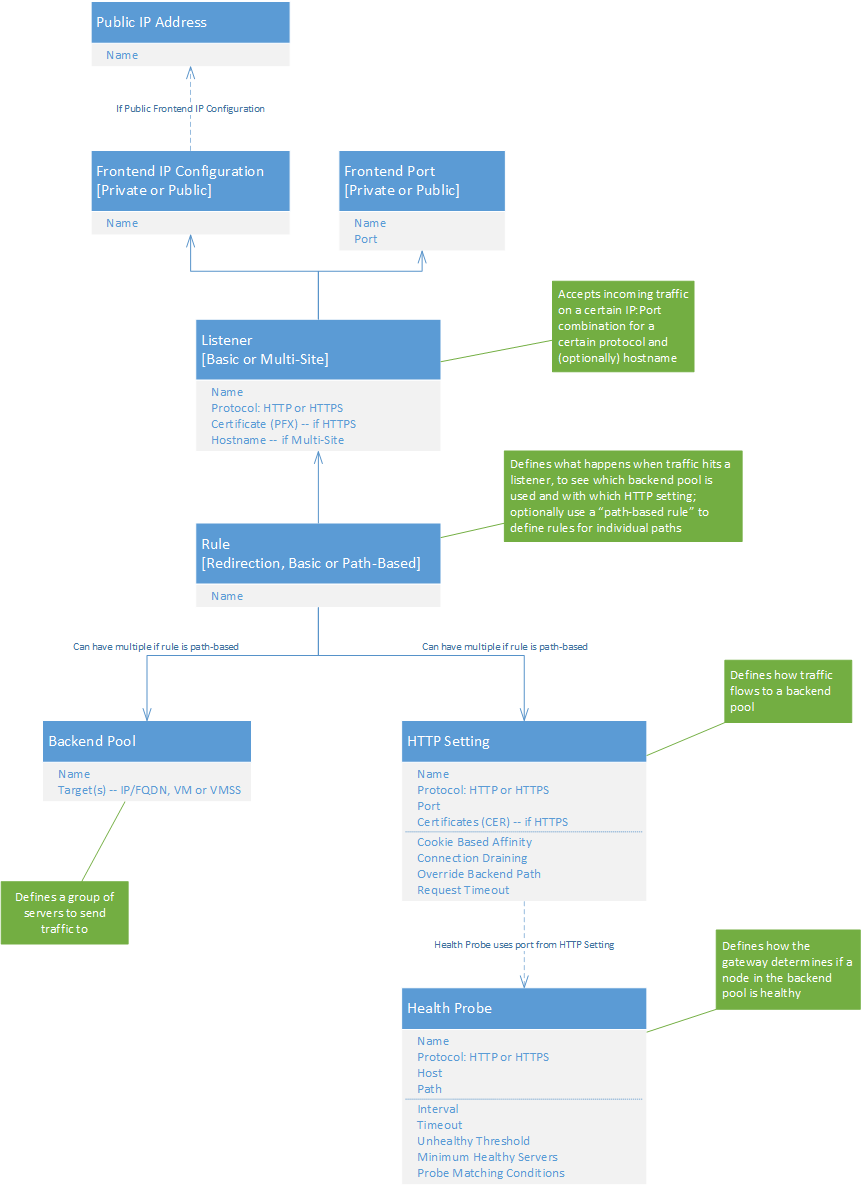 Public IP Address
Name
If Public Frontend IP Configuration
Frontend IP Configuration
[Private or Public]
Name
Frontend Port
[Private or Public]
Name
Port
Accepts incoming traffic
on a certain IP:Port
combination for a
certain protocol and
(optionally) hostname
Listener
[Basic or Multi-Site]
Name
Protocol: HTTP or HTTPS
Certificate (PFX) -- if HTTPS
Hostname -- if Multi-Site
Defines what happens when traffic hits a
listener, to see which backend pool is
used and with which HTTP setting;
optionally use a “path-based rule” to
define rules for individual paths
Rule
[Redirection, Basic or Path-Based]
Name
Can have multiple if rule is path-based
Can have multiple if rule is path-based
Defines how traffic
flows to a backend
pool
Backend Pool
Name
Target(s) -- IP/FQDN, VM or VMSS
HTTP Setting
Name
Protocol: HTTP or HTTPS
Port
Certificates (CER) -- if HTTPS
Cookie Based Affinity
Connection Draining
Override Backend Path
Request Timeout
Defines a group of
servers to send
traffic to
Health Probe uses port from HTTP Setting
Defines how the
gateway determines if a
node in the backend
pool is healthy
Health Probe
Name
Protocol: HTTP or HTTPS
Host
Path
Interval
Timeout
Unhealthy Threshold
Minimum Healthy Servers
Probe Matching Conditions